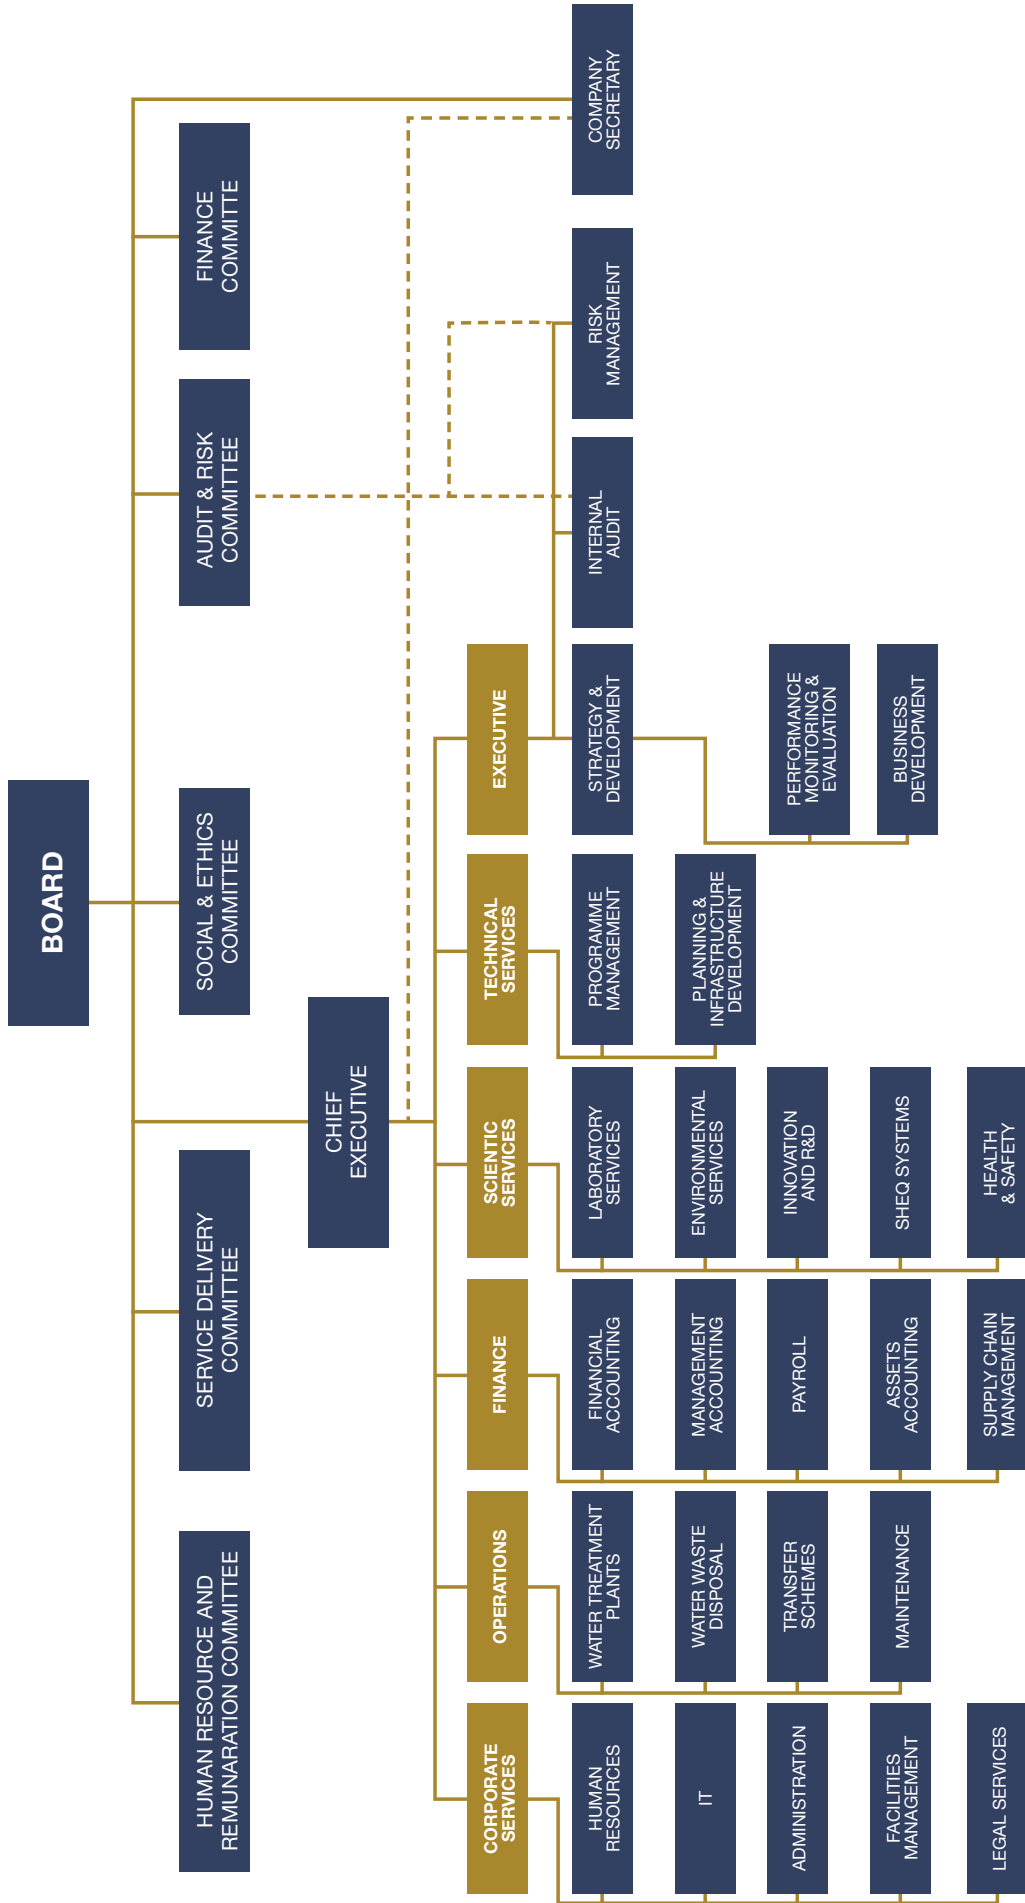 BOARD
HUMAN RESOURCE AND
REMUNARATION COMMITTEE
SERVICE DELIVERY
COMMITTEE
SOCIAL & ETHICS
COMMITTEE
AUDIT & RISK
COMMITTEE
FINANCE
COMMITTE
CHIEF
EXECUTIVE
CORPORATE
SERVICES
HUMAN
RESOURCES
IT
ADMINISTRATION
FACILITIES
MANAGEMENT
LEGAL SERVICES
OPERATIONS
WATER TREATMENT
PLANTS
WATER WASTE
DISPOSAL
TRANSFER
SCHEMES
MAINTENANCE
FINANCE
FINANCIAL
ACCOUNTING
MANAGEMENT
ACCOUNTING
PAYROLL
ASSETS
ACCOUNTING
SUPPLY CHAIN
MANAGEMENT
SCIENTIC
SERVICES
LABORATORY
SERVICES
ENVIRONMENTAL
SERVICES
INNOVATION
AND R&D
SHEQ SYSTEMS
HEALTH
& SAFETY
TECHNICAL
SERVICES
PROGRAMME
MANAGEMENT
PLANNING &
INFRASTRUCTURE
DEVELOPMENT
EXECUTIVE
STRATEGY &
DEVELOPMENT
PERFORMANCE
MONITORING &
EVALUATION
BUSINESS
DEVELOPMENT
INTERNAL
AUDIT
RISK
MANAGEMENT
COMPANY
SECRETARY